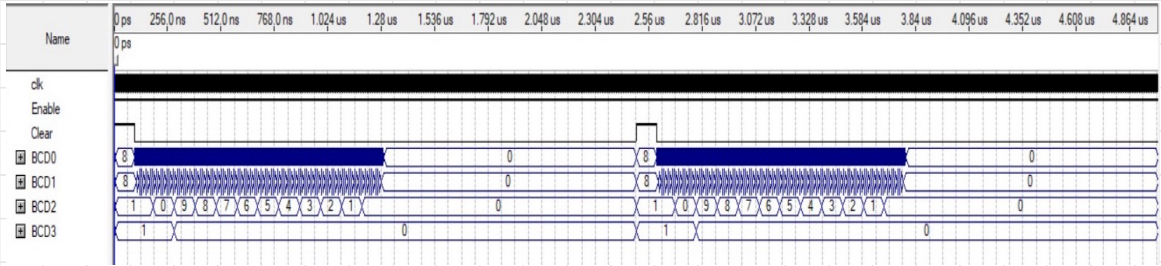 Name
0 ps 256.0 ns 512.0 ns 768.0 ns 1.024 us 1.28 us 1.536 us 1.792 us 2.048 us 2.304 us 2.56 us 2.816 us 3.072 us 3.328 us 3.584 us 3.84 us 4.096 us 4.352 us 4.608 us 4.864 us
0 ps
clk
Enable
Clear
BCD0 8 0 8 0
BCD1 8 0 8 0
BCD2 1 0 9 8 7 6 5 4 3 2 1 0 1 0 9 8 7 6 5 4 3 2 1 0
BCD3 1 0 1 0